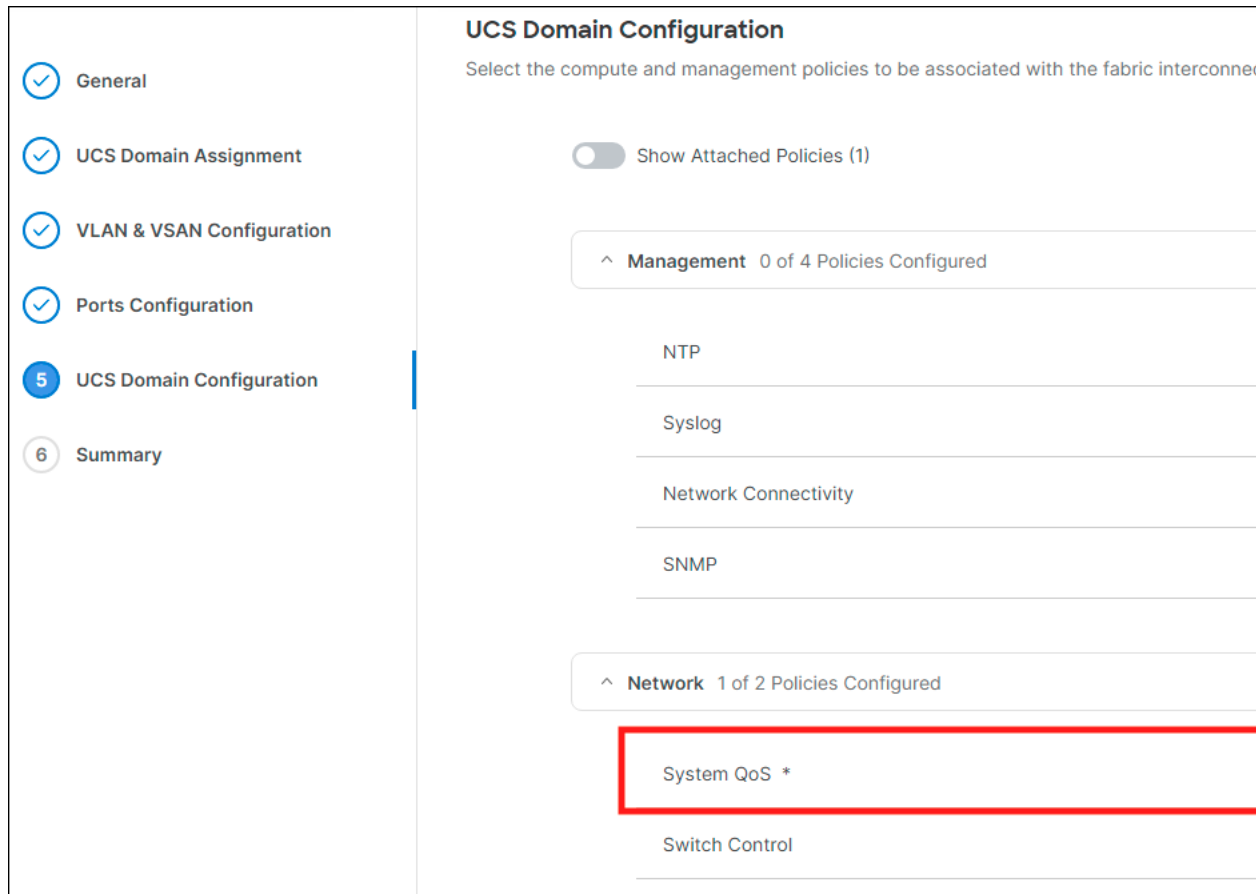 UCS Domain Configuration
Select the compute and management policies to be associated with the fabric
General
UCS Domain Assignment
VLAN & VSAN Configuration
Ports Configuration
5 UCS Domain Configuration
6 Summary
Show Attached Policies (1)
Management 0 of 4 Policies Configured
NTP
Syslog
Network Connectivity
SNMP
Network 1 of 2 Policies Configured
System QoS *
Switch Control